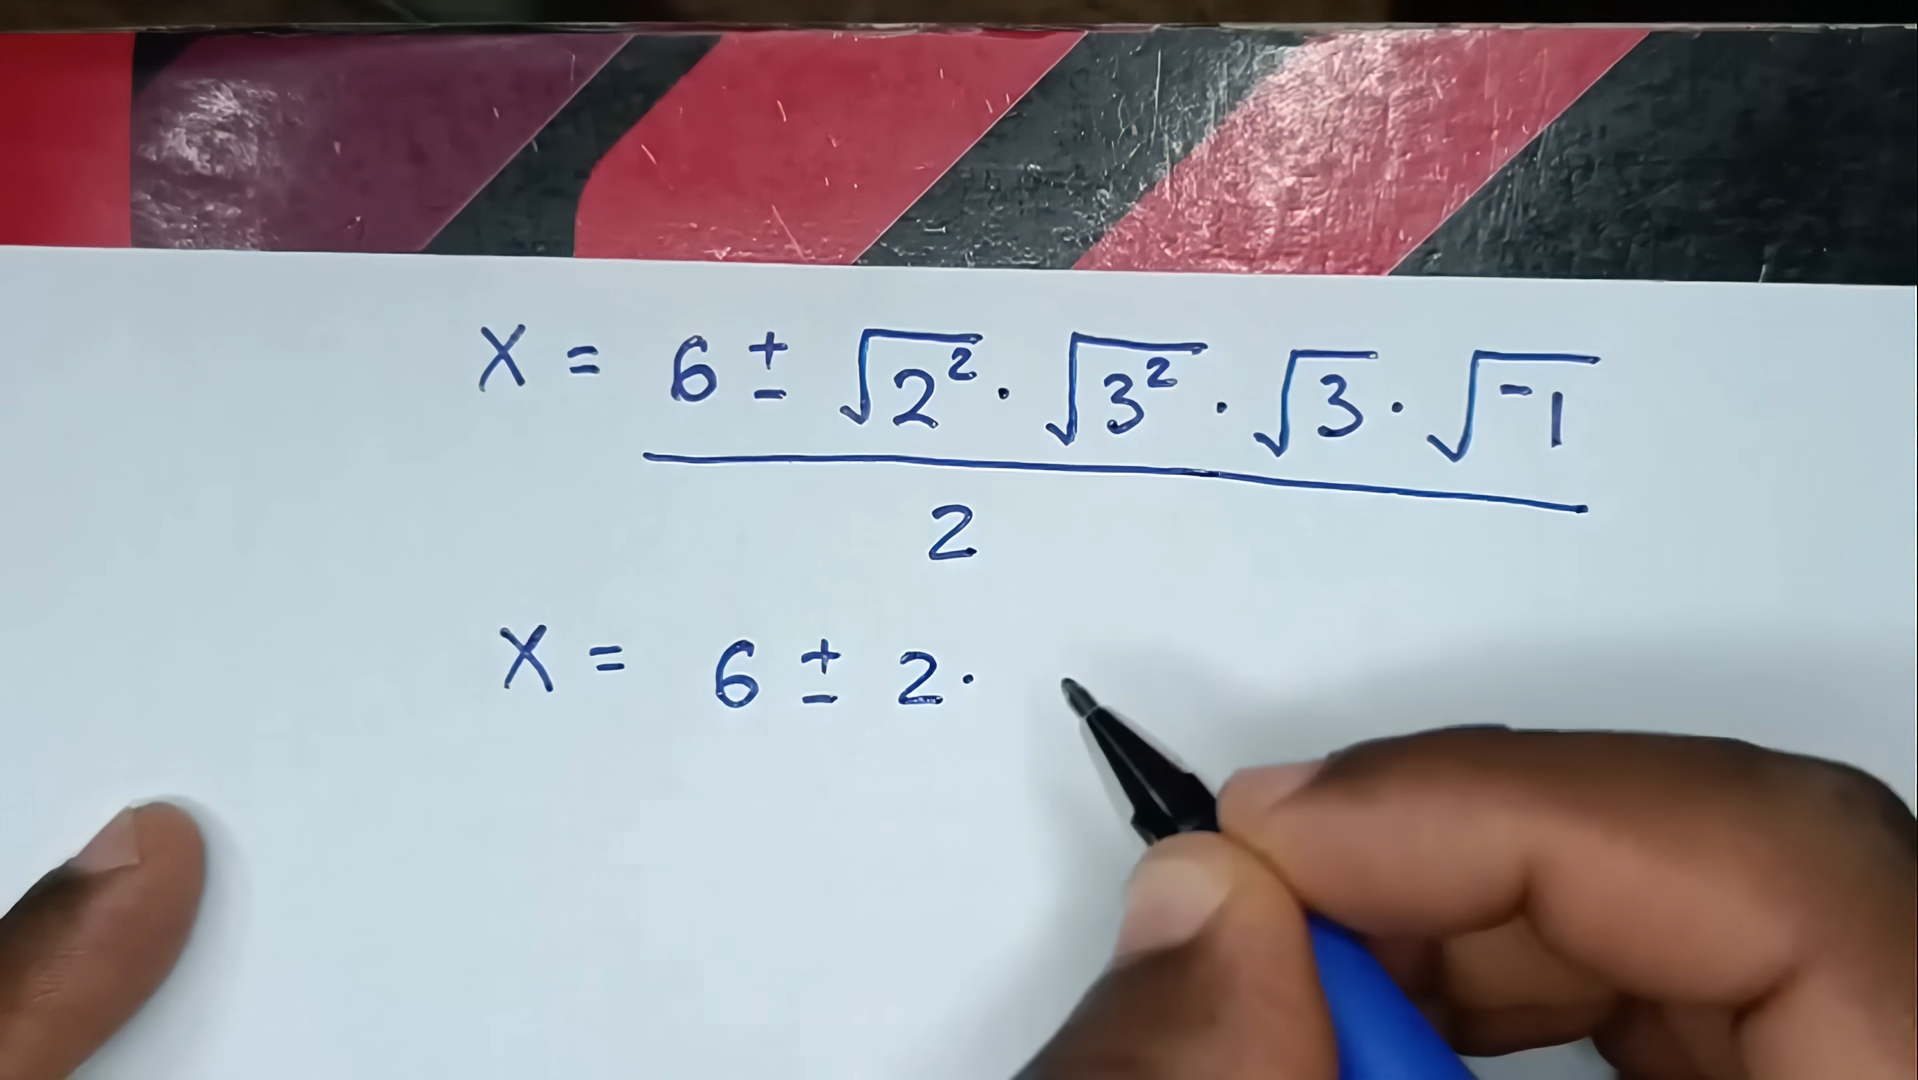 X = 6 ± √2² · √3² · √3 · √-1
2
X = 6 ± 2 ·